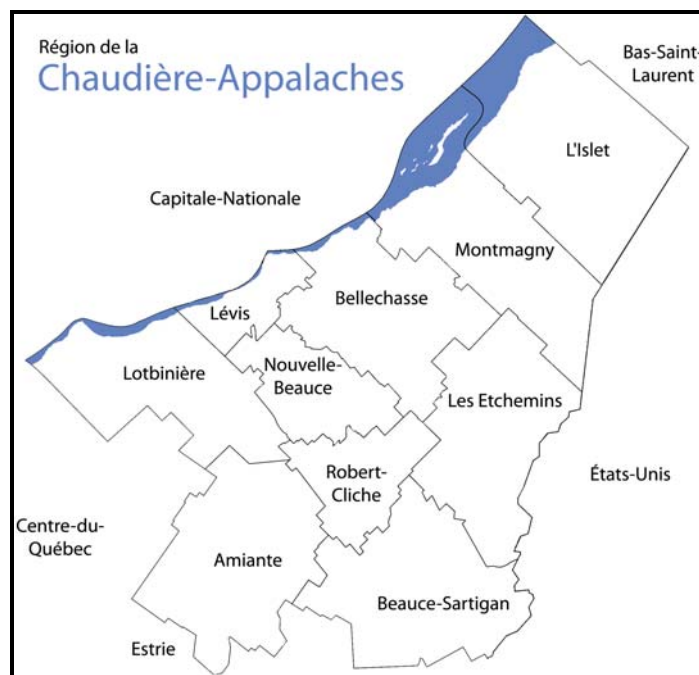 Région de la
Chaudière-Appalaches
Bas-Saint-
Laurent
L'Islet
Capitale-Nationale
Montmagny
Bellechasse
Lévis
Lotbinière
Nouvelle-
Beauce
Les Etchemins
Robert-
Cliche
États-Unis
Centre-du-
Québec
Amiante
Beauce-Sartigan
Estrie